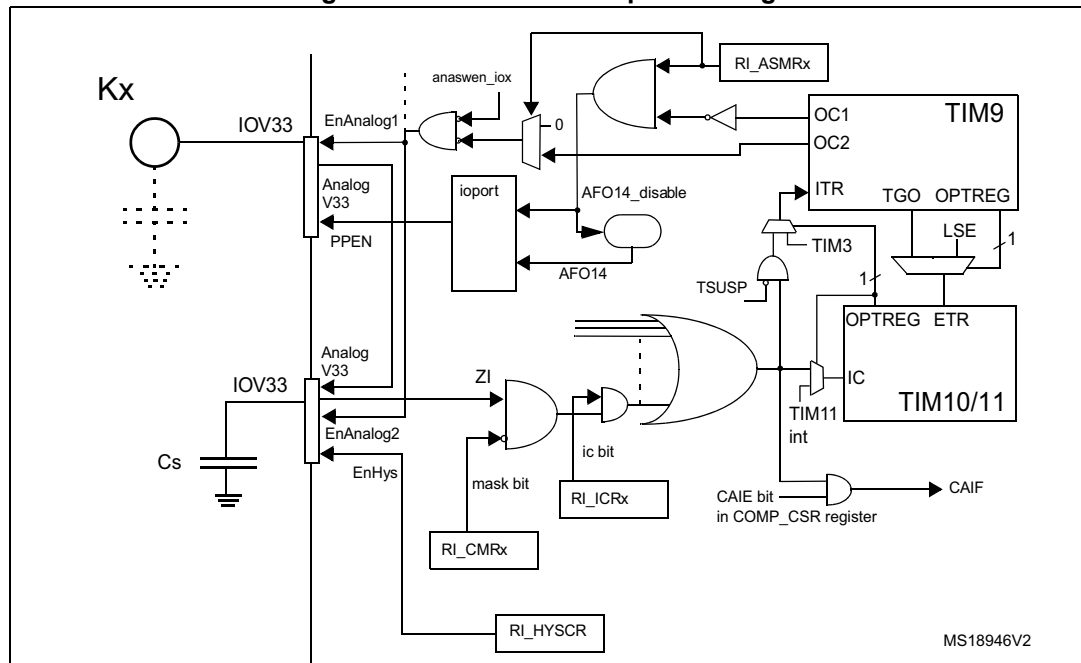 RI_ASMRx
anaswen_iox
Kx
IOV33
EnAnalog1
0
OC1
TIM9
OC2
Analog
V33
ioport
AFO14_disable
ITR
TGO
OPTREG
LSE
1
PPEN
TIM3
AFO14
TSUSP
1
OPTREG
ETR
Analog
V33
IOV33
ZI
IC
TIM10/11
TIM11
int
EnAnalog2
Cs
EnHys
mask bit
ic bit
RI_ICRx
CAIE bit
in COMP_CSR register
CAIF
RI_CMRx
RI_HYSCR
MS18946V2